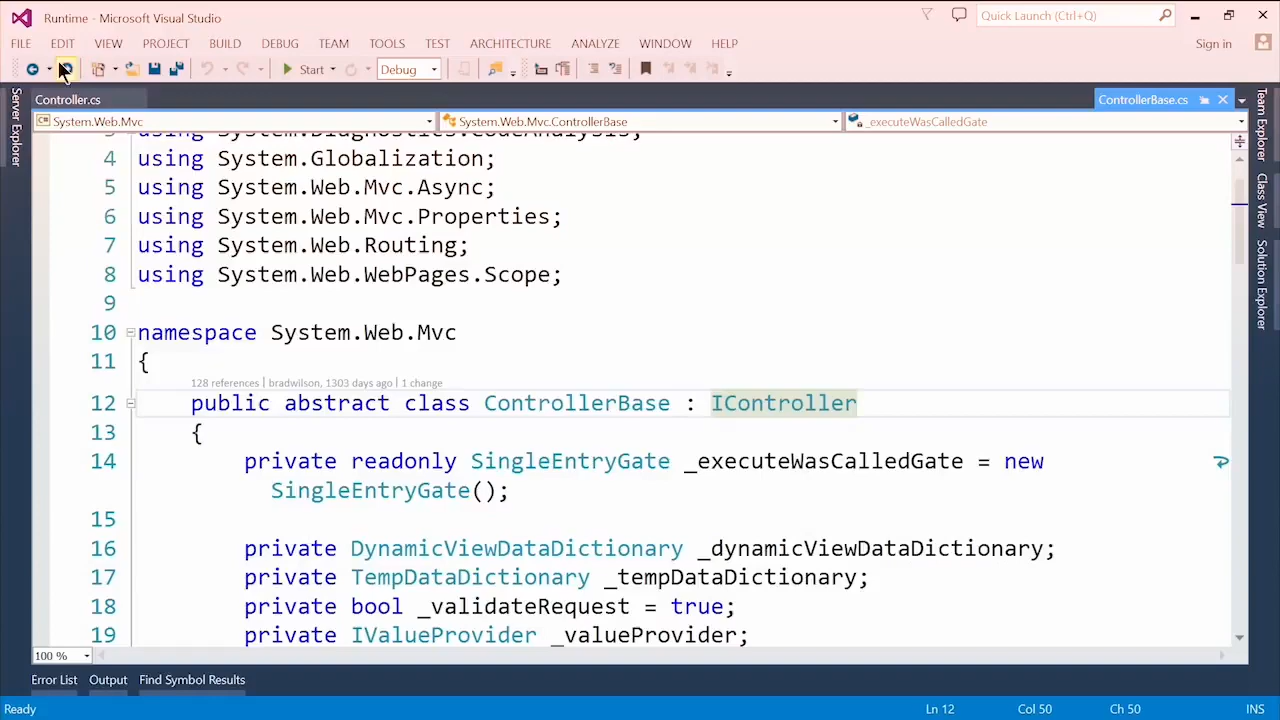 Runtime - Microsoft Visual Studio
Quick Launch (Ctrl+Q)
FILE EDIT VIEW PROJECT BUILD DEBUG TEAM TOOLS TEST ARCHITECTURE ANALYZE WINDOW HELP
Sign in
Start
Debug
Server Explorer
Controller.cs
ControllerBase.cs
System.Web.Mvc
System.Web.Mvc.ControllerBase
_executeWasCalledGate
Team Explorer
Class View
Solution Explorer
3 using System.Diagnostics.CodeAnalysis;
4 using System.Globalization;
5 using System.Web.Mvc.Async;
6 using System.Web.Mvc.Properties;
7 using System.Web.Routing;
8 using System.Web.WebPages.Scope;
9
10 namespace System.Web.Mvc
11 {
128 references | bradwilson, 1303 days ago | 1 change
12 public abstract class ControllerBase : IController
13 {
14 private readonly SingleEntryGate _executeWasCalledGate = new
SingleEntryGate();
15
16 private DynamicViewDataDictionary _dynamicViewDataDictionary;
17 private TempDataDictionary _tempDataDictionary;
18 private bool _validateRequest = true;
19 private IValueProvider _valueProvider;
100 %
Error List Output Find Symbol Results
Ready Ln 12 Col 50 Ch 50 INS